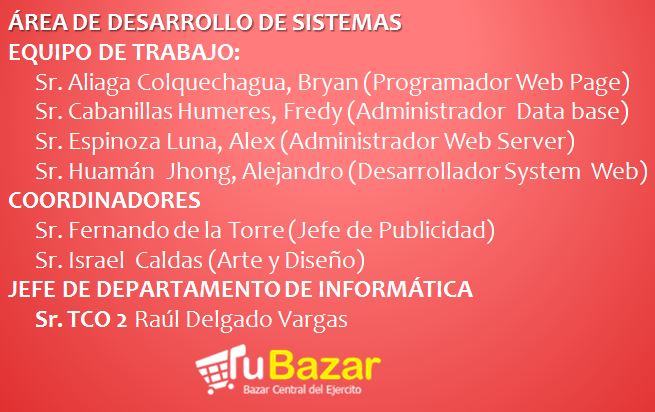 ÁREA DE DESARROLLO DE SISTEMAS
EQUIPO DE TRABAJO:
Sr. Aliaga Colquechagua, Bryan (Programador Web Page)
Sr. Cabanillas Humeres, Fredy (Administrador Data base)
Sr. Espinoza Luna, Alex (Administrador Web Server)
Sr. Huamán Jhong, Alejandro (Desarrollador System Web)
COORDINADORES
Sr. Fernando de la Torre (Jefe de Publicidad)
Sr. Israel Caldas (Arte y Diseño)
JEFE DE DEPARTAMENTO DE INFORMÁTICA
Sr. TCO 2 Raúl Delgado Vargas
TuBazar
Bazar Central del Ejercito